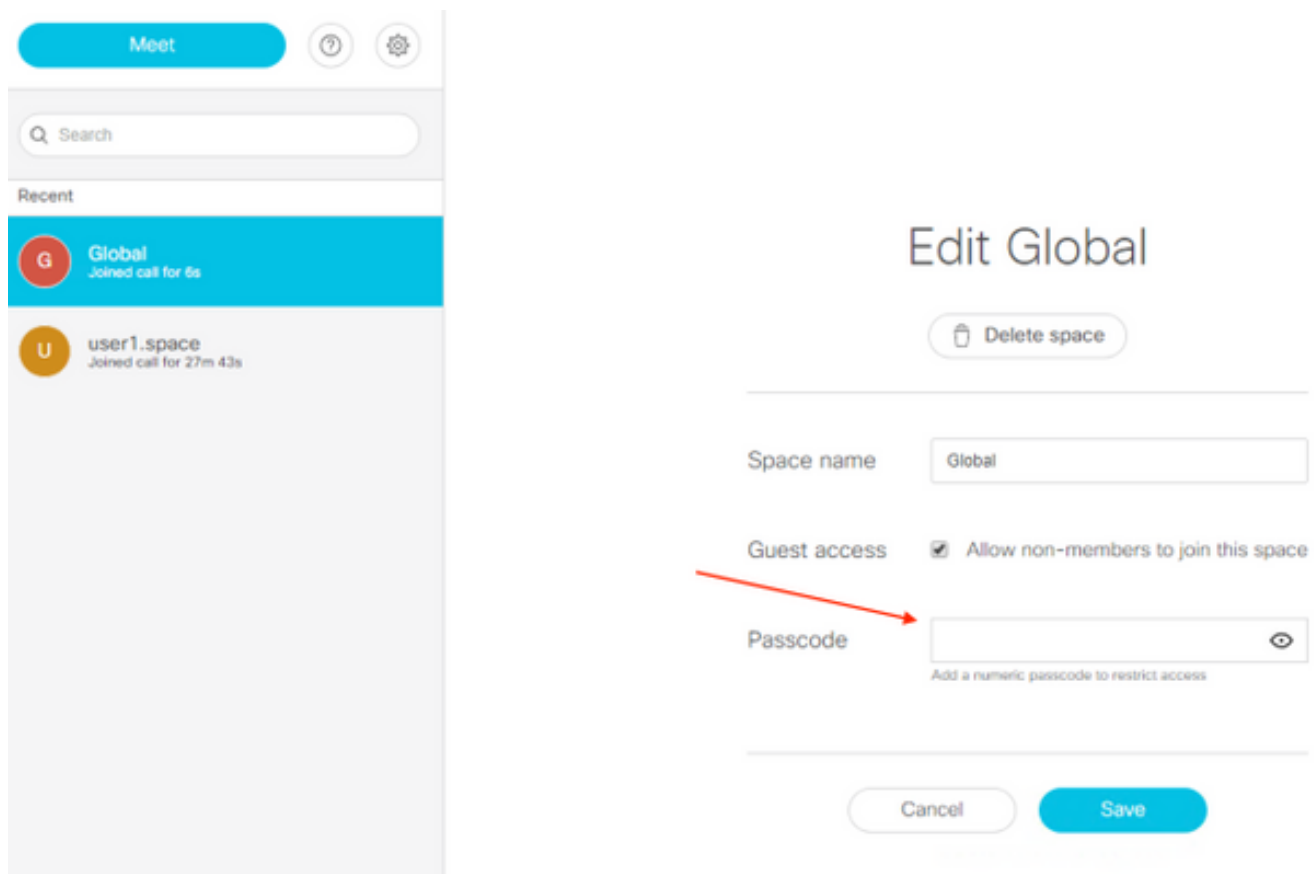 Meet
Search
Recent
G
Global
Joined call for 6s
U
user1.space
Joined call for 27m 43s
Edit Global
Delete space
Space name
Global
Guest access
Allow non-members to join this space
Passcode
Add a numeric passcode to restrict access
Cancel
Save